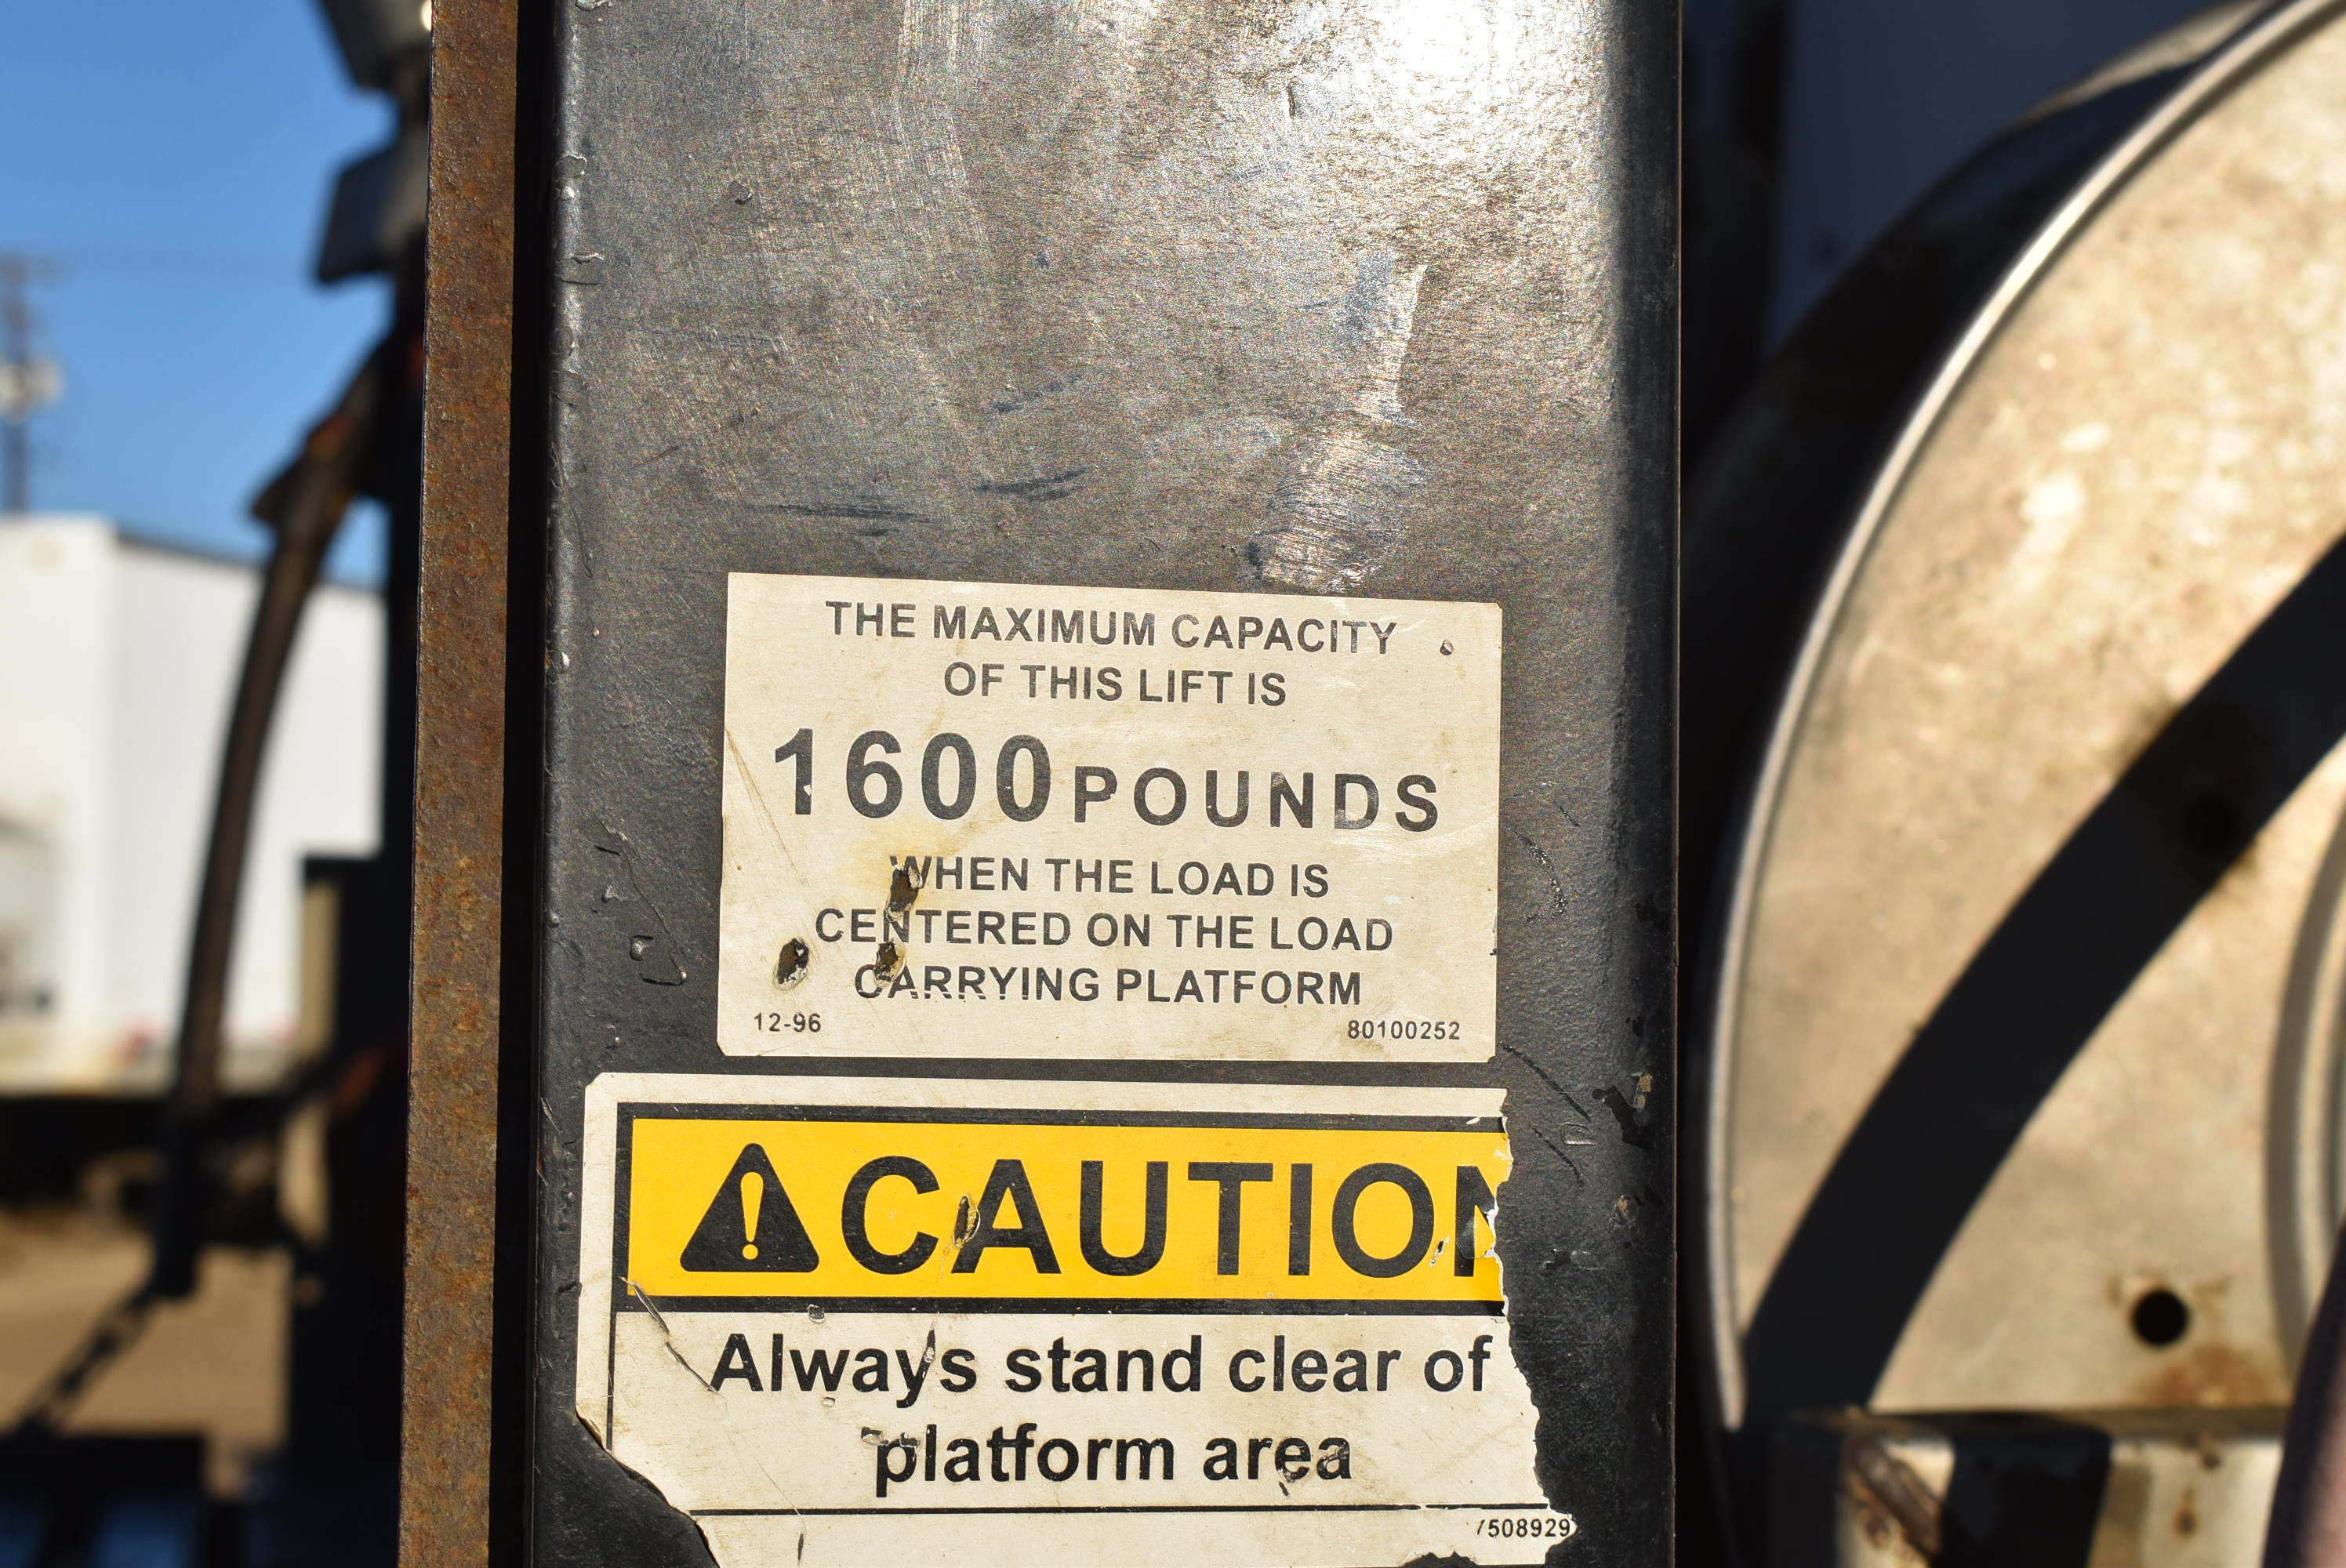 THE MAXIMUM CAPACITY
OF THIS LIFT IS
1600 POUNDS
WHEN THE LOAD IS
CENTERED ON THE LOAD
CARRYING PLATFORM
12-96 80100252
CAUTION
Always stand clear of
platform area
7508929